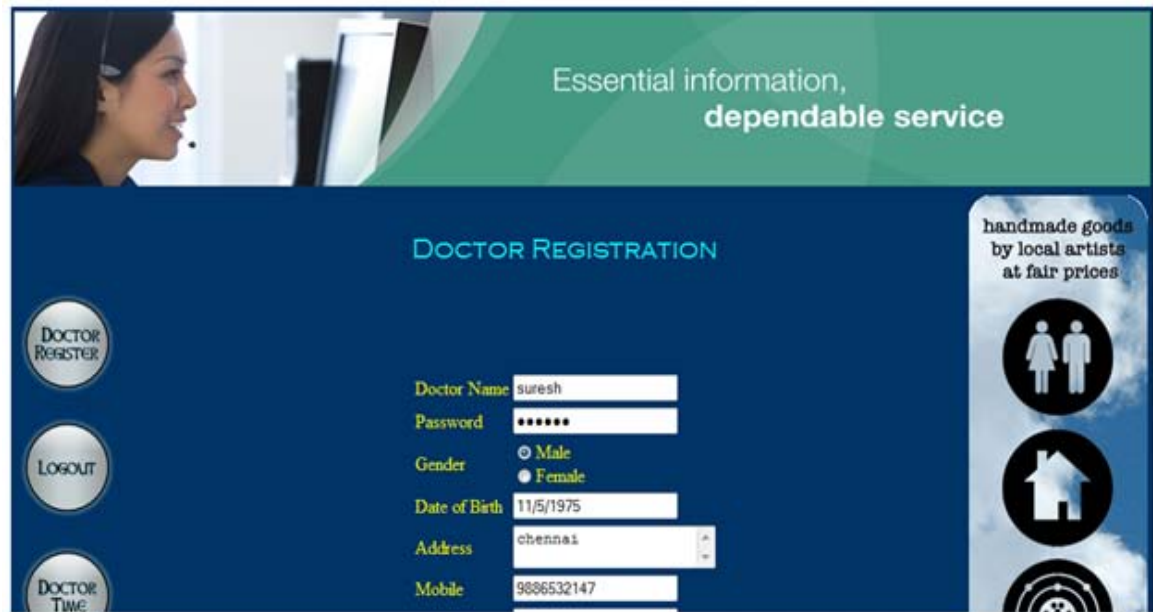 Essential information,
dependable service
DOCTOR REGISTRATION
handmade goods
by local artists
at fair prices
DOCTOR
REGISTER
LOGOUT
DOCTOR
TIME
Doctor Name suresh
Password ••••••
Gender Male
Female
Date of Birth 11/5/1975
Address chennai
Mobile 9886532147